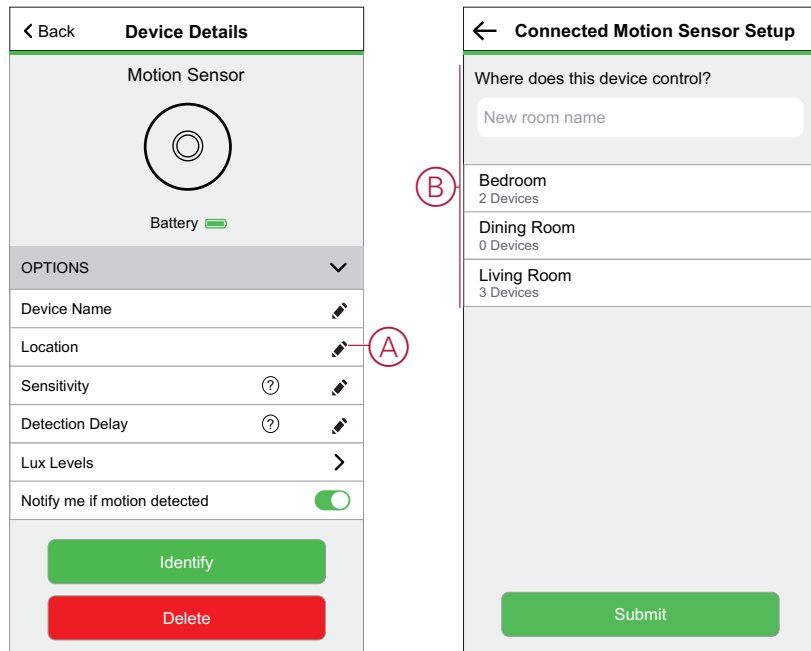 Back Device Details
Motion Sensor
Battery
OPTIONS
Device Name
Location
A
Sensitivity ?
Detection Delay ?
Lux Levels
Notify me if motion detected
Identify
Delete
Connected Motion Sensor Setup
Where does this device control?
New room name
B
Bedroom
2 Devices
Dining Room
0 Devices
Living Room
3 Devices
Submit